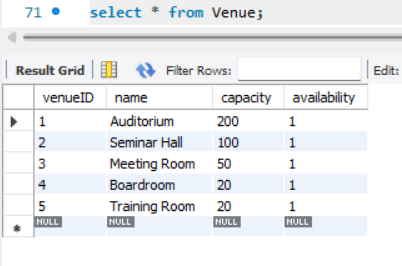 71 select * from Venue;
Result Grid Filter Rows: Edit:
venueID name capacity availability
1 Auditorium 200 1
2 Seminar Hall 100 1
3 Meeting Room 50 1
4 Boardroom 20 1
5 Training Room 20 1
NULL NULL NULL NULL